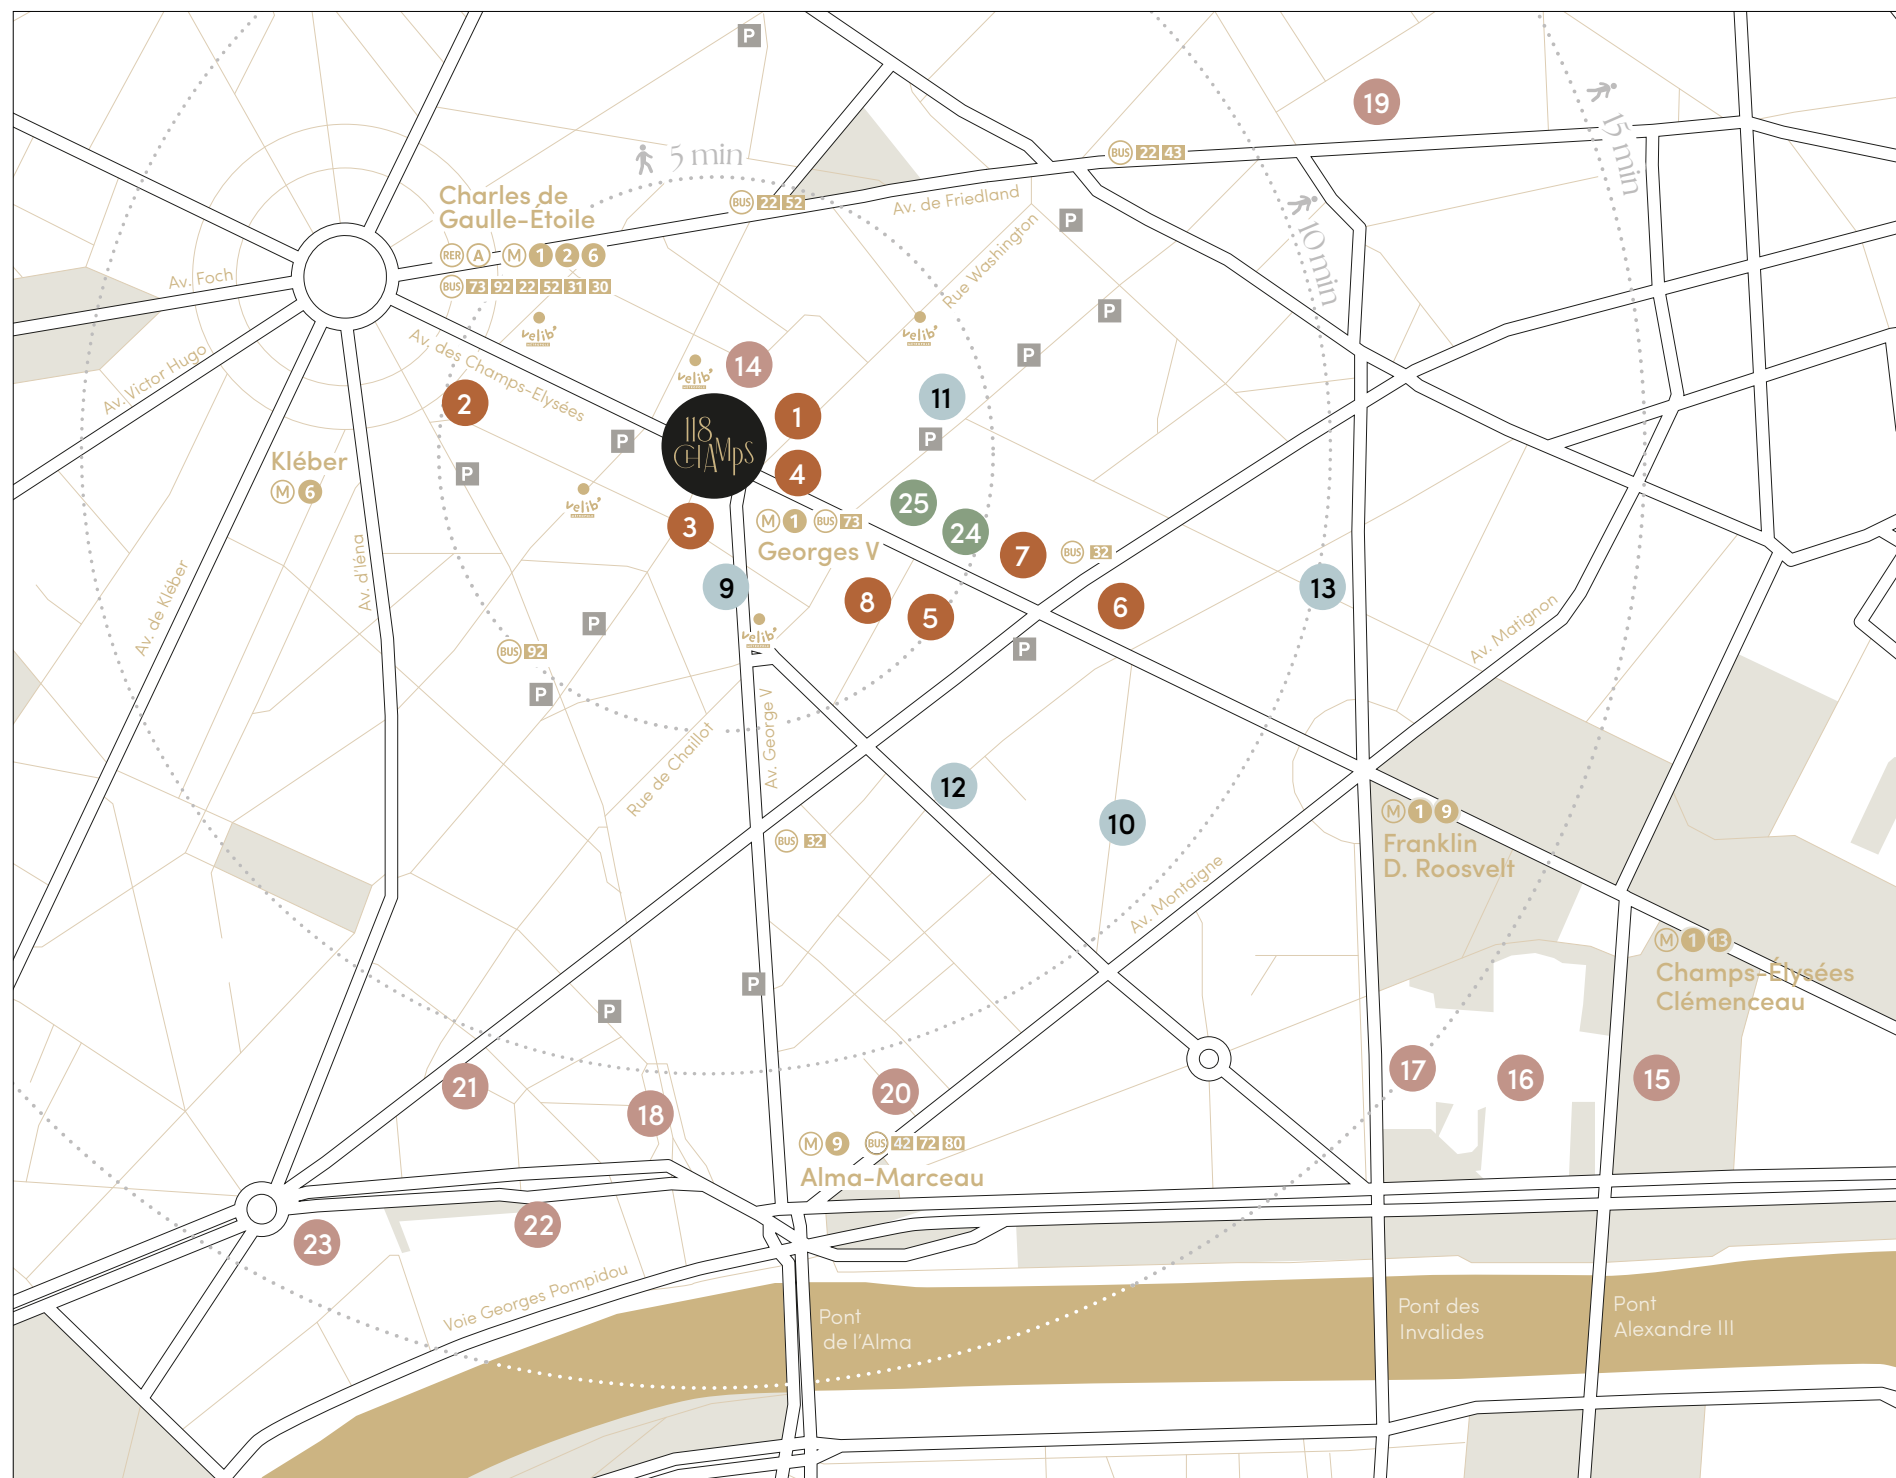 P
19
15 min
5 min
BUS 22 43
Charles de
Gaulle-Étoile
BUS 22 52
Av. de Friedland
P
10 min
RER A M 1 2 6
BUS 73 92 22 52 31 30
Av. Foch
Rue Washington
P
velib'
velib'
Av. des Champs-Elysées
Av. Victor Hugo
P
14
velib'
2
11
1
118
CHAMPS
P
P
Kléber
M 6
P
4
velib'
25
3
M 1 BUS 73
24
Georges V
7
BUS 32
Av. d'Iéna
Av. de Kléber
9
8
5
6
13
P
velib'
Av. Matignon
BUS 92
P
P
Av. George V
Rue de Chaillot
12
10
M 1 9
Franklin
D. Roosvelt
BUS 32
Av. Montaigne
M 1 13
Champs-Élysées
Clémenceau
P
P
17
16
15
21
18
20
M 9 BUS 42 72 80
Alma-Marceau
22
23
Voie Georges Pompidou
Pont
de l'Alma
Pont des
Invalides
Pont
Alexandre III